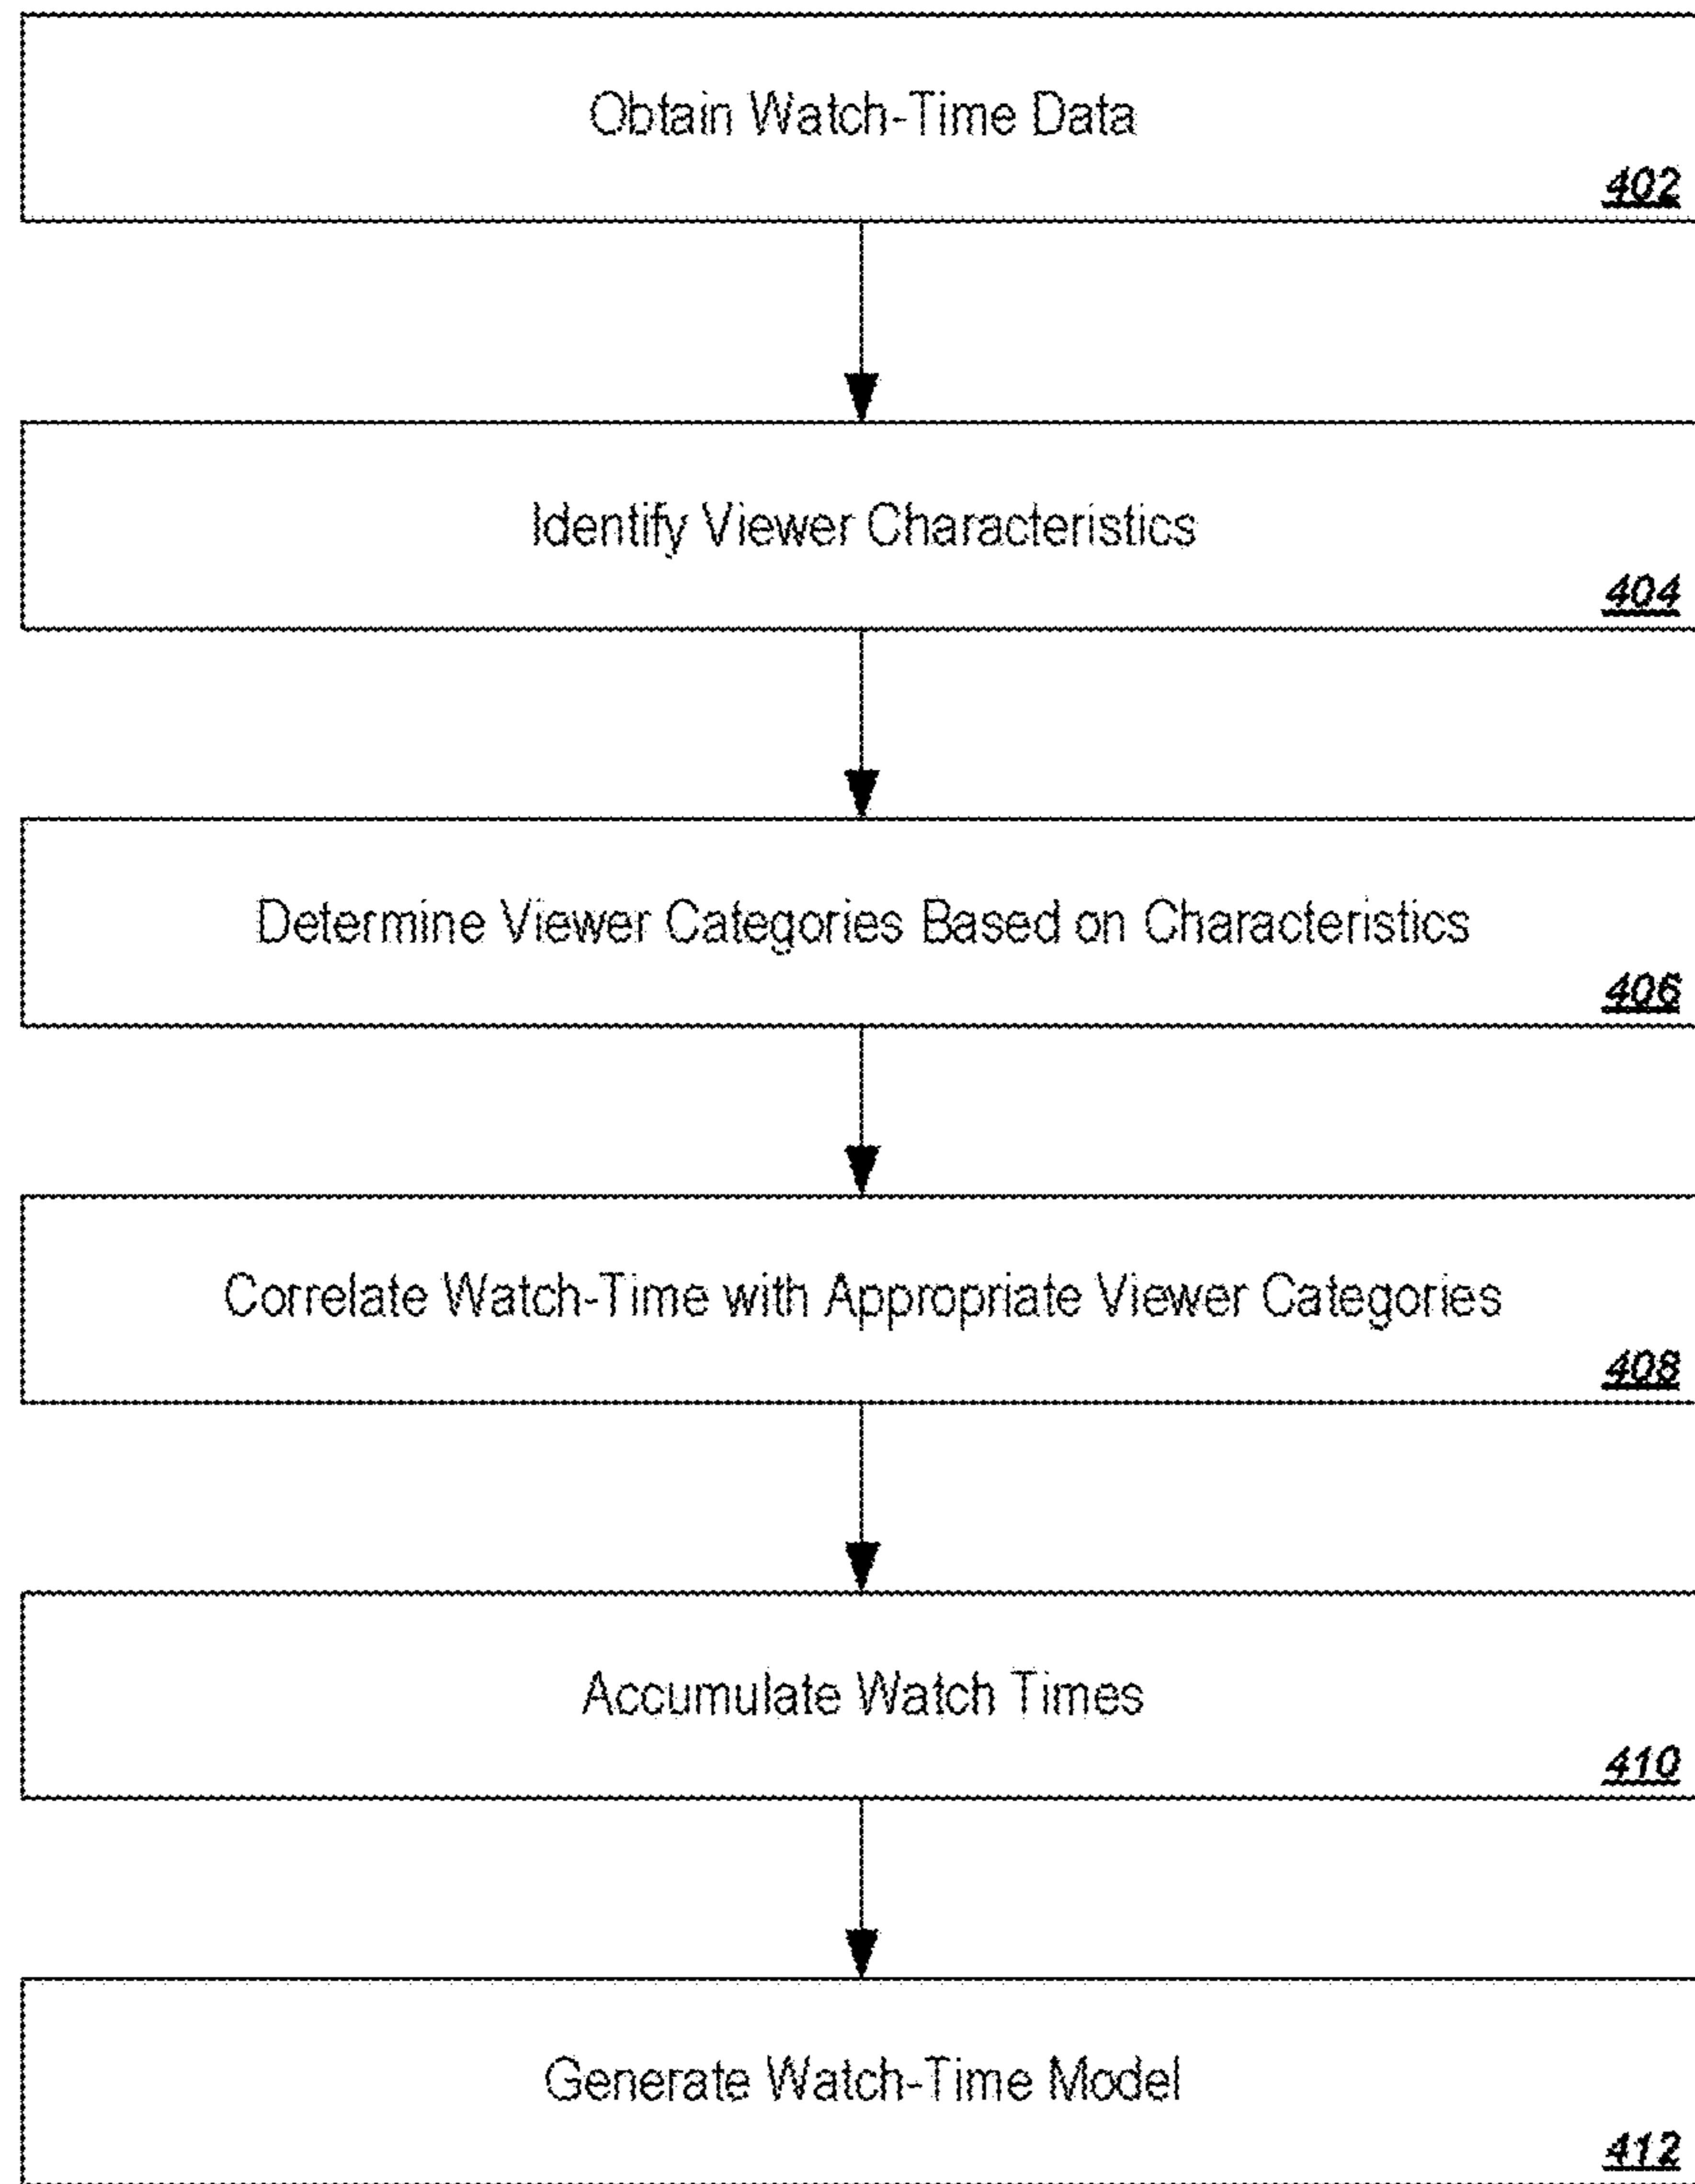 Obtain Watch-Time Data
402
Identify Viewer Characteristics
404
Determine Viewer Categories Based on Characteristics
406
Correlate Watch-Time with Appropriate Viewer Categories
408
Accumulate Watch Times
410
Generate Watch-Time Model
412